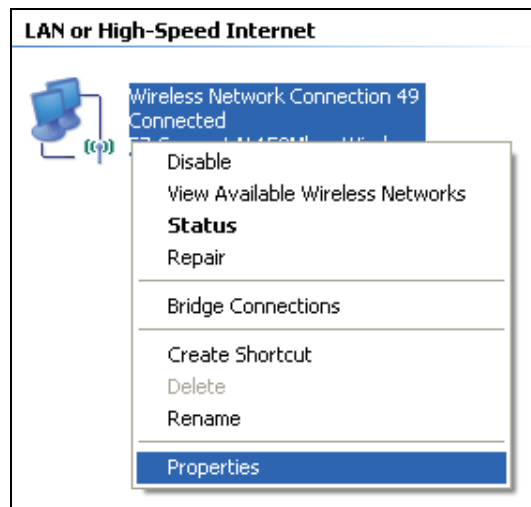 LAN or High-Speed Internet
Wireless Network Connection 49
Connected
Disable
View Available Wireless Networks
Status
Repair
Bridge Connections
Create Shortcut
Delete
Rename
Properties